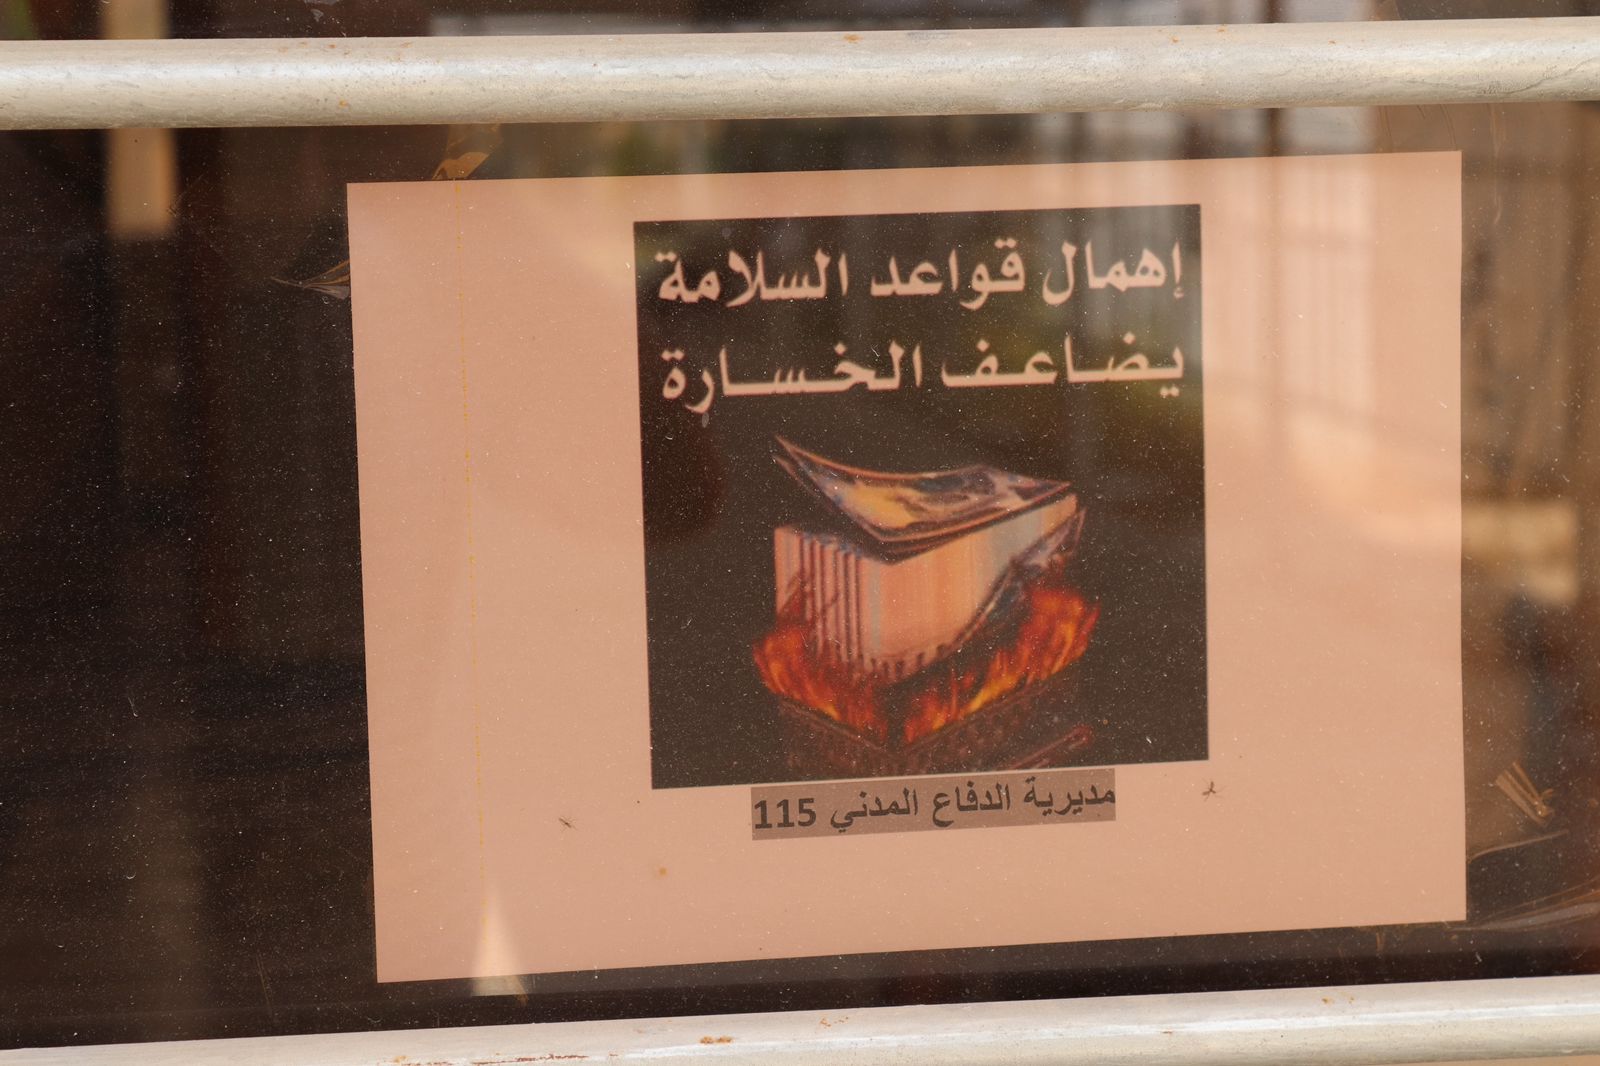 إهمال قواعد السلامة
يضاعف الخسارة
مديرية الدفاع المدني 115